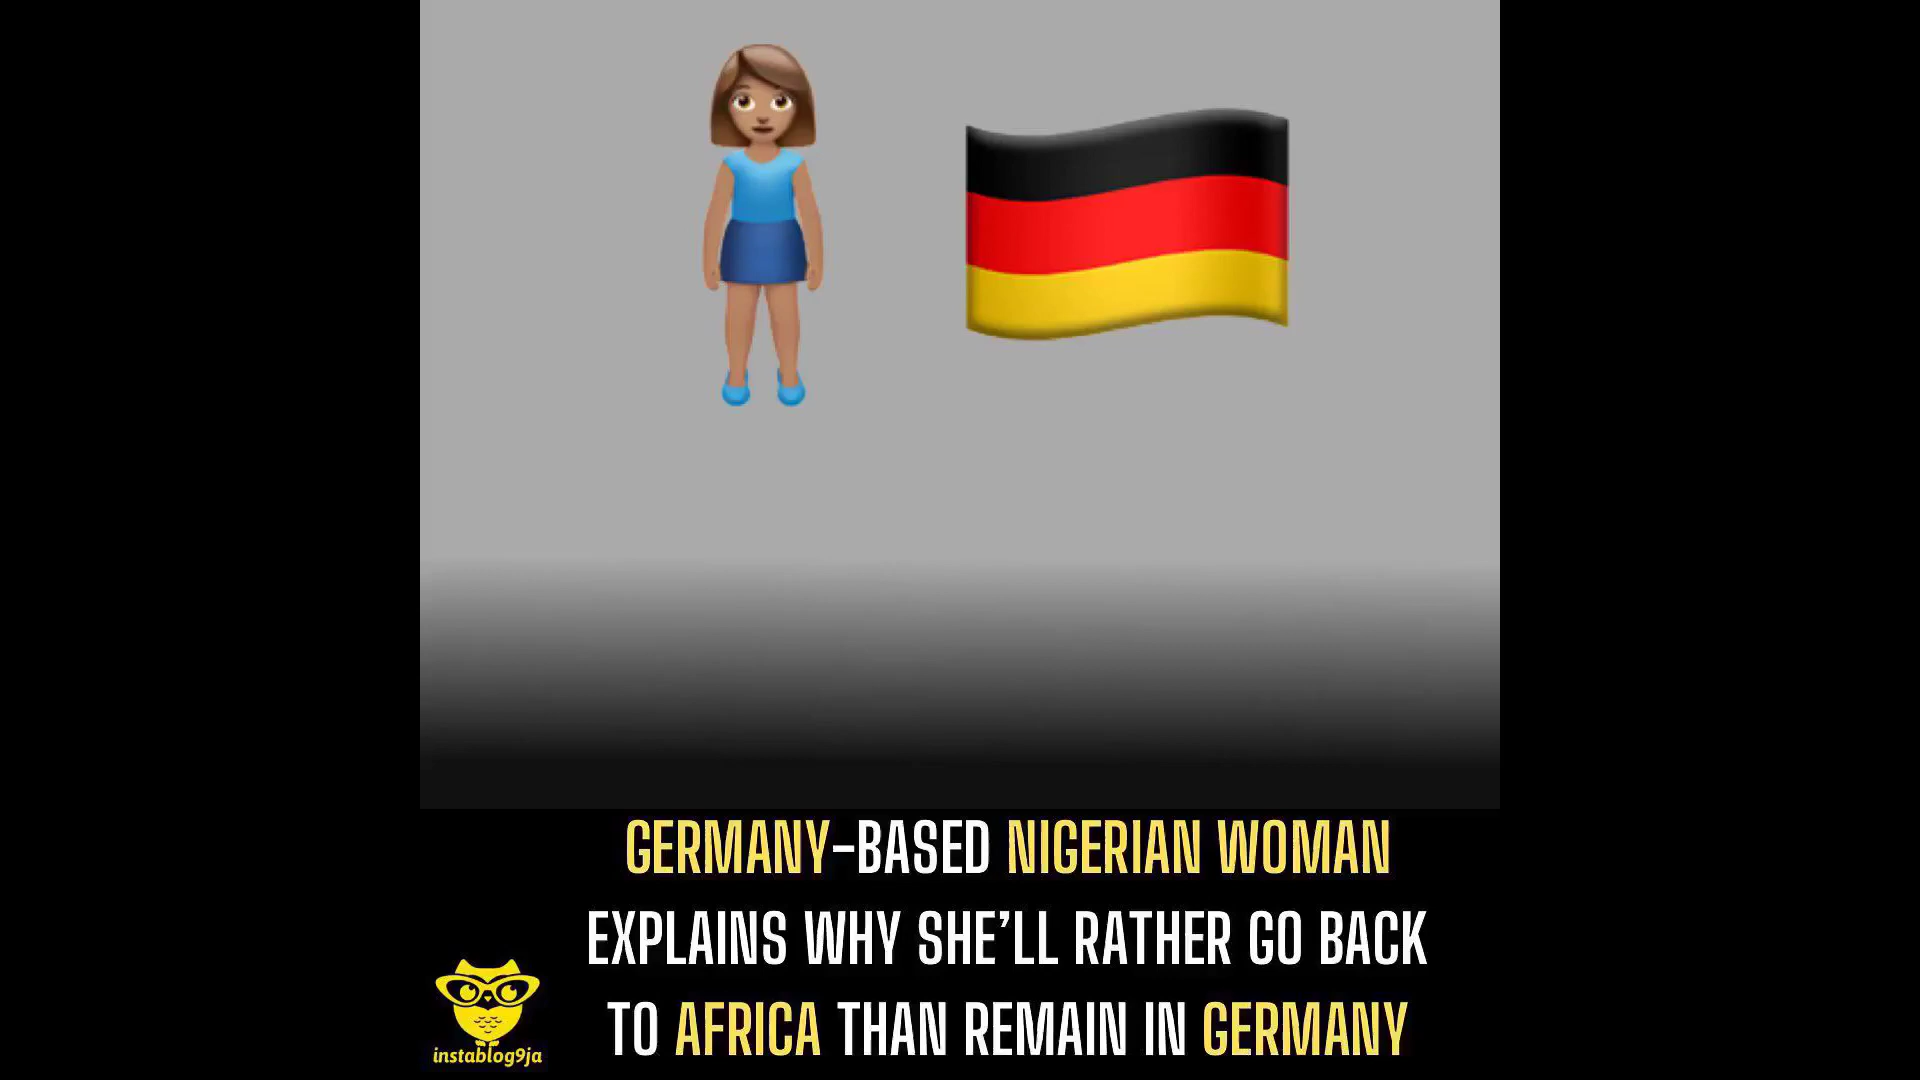 GERMANY-BASED NIGERIAN WOMAN
EXPLAINS WHY SHE’LL RATHER GO BACK
TO AFRICA THAN REMAIN IN GERMANY
instablog9ja